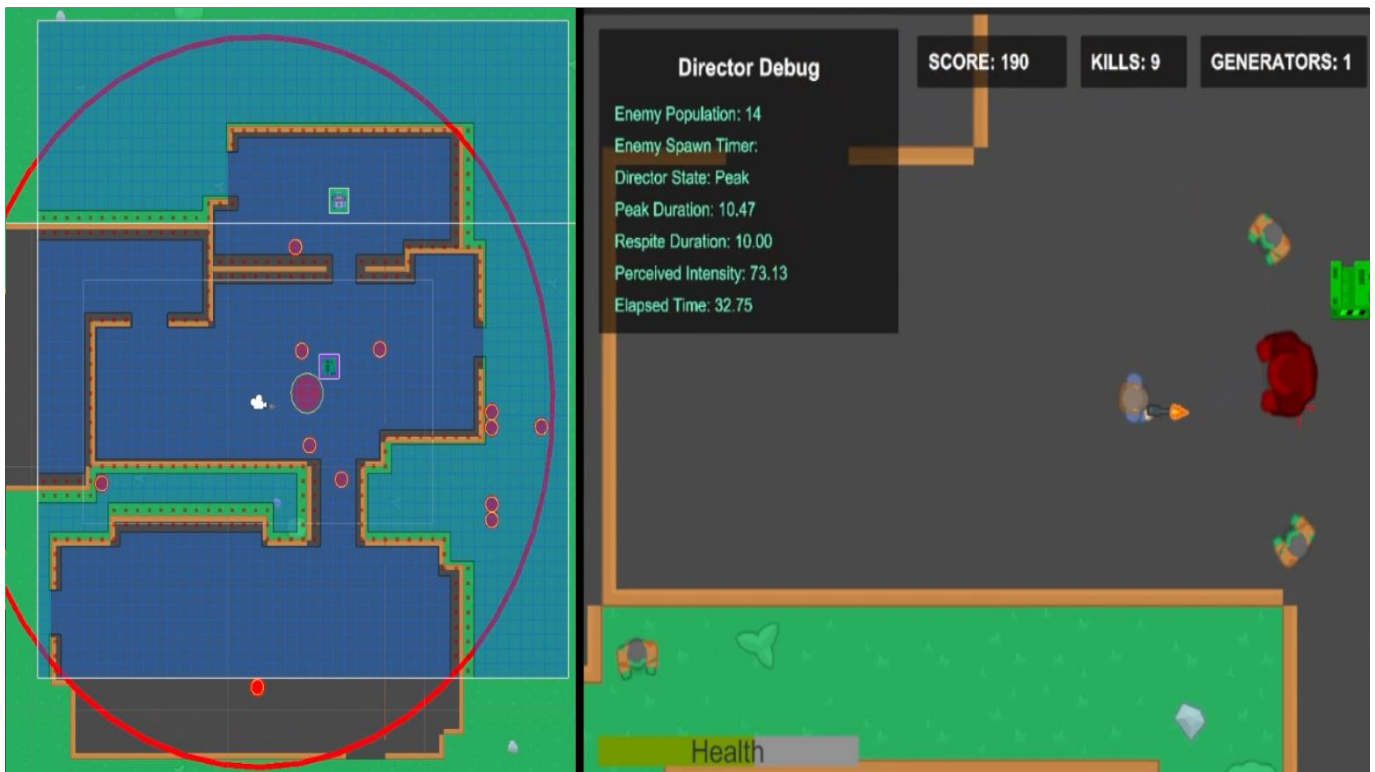 Director Debug
Enemy Population: 14
Enemy Spawn Timer:
Director State: Peak
Peak Duration: 10.47
Respite Duration: 10.00
Perceived Intensity: 73.13
Elapsed Time: 32.75
SCORE: 190
KILLS: 9
GENERATORS: 1
Health